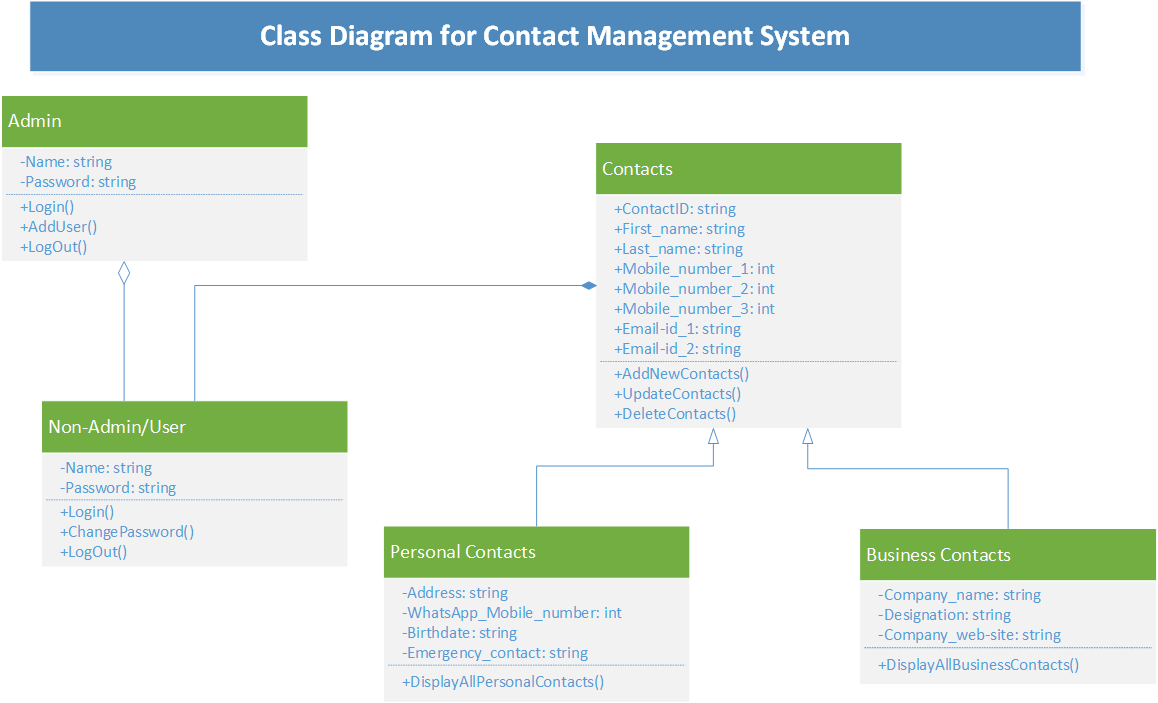 Class Diagram for Contact Management System
Admin
-Name: string
-Password: string
+Login()
+AddUser()
+LogOut()
Contacts
+ContactID: string
+First_name: string
+Last_name: string
+Mobile_number_1: int
+Mobile_number_2: int
+Mobile_number_3: int
+Email-id_1: string
+Email-id_2: string
+AddNewContacts()
+UpdateContacts()
+DeleteContacts()
Non-Admin/User
-Name: string
-Password: string
+Login()
+ChangePassword()
+LogOut()
Personal Contacts
-Address: string
-WhatsApp_Mobile_number: int
-Birthdate: string
-Emergency_contact: string
+DisplayAllPersonalContacts()
Business Contacts
-Company_name: string
-Designation: string
-Company_web-site: string
+DisplayAllBusinessContacts()